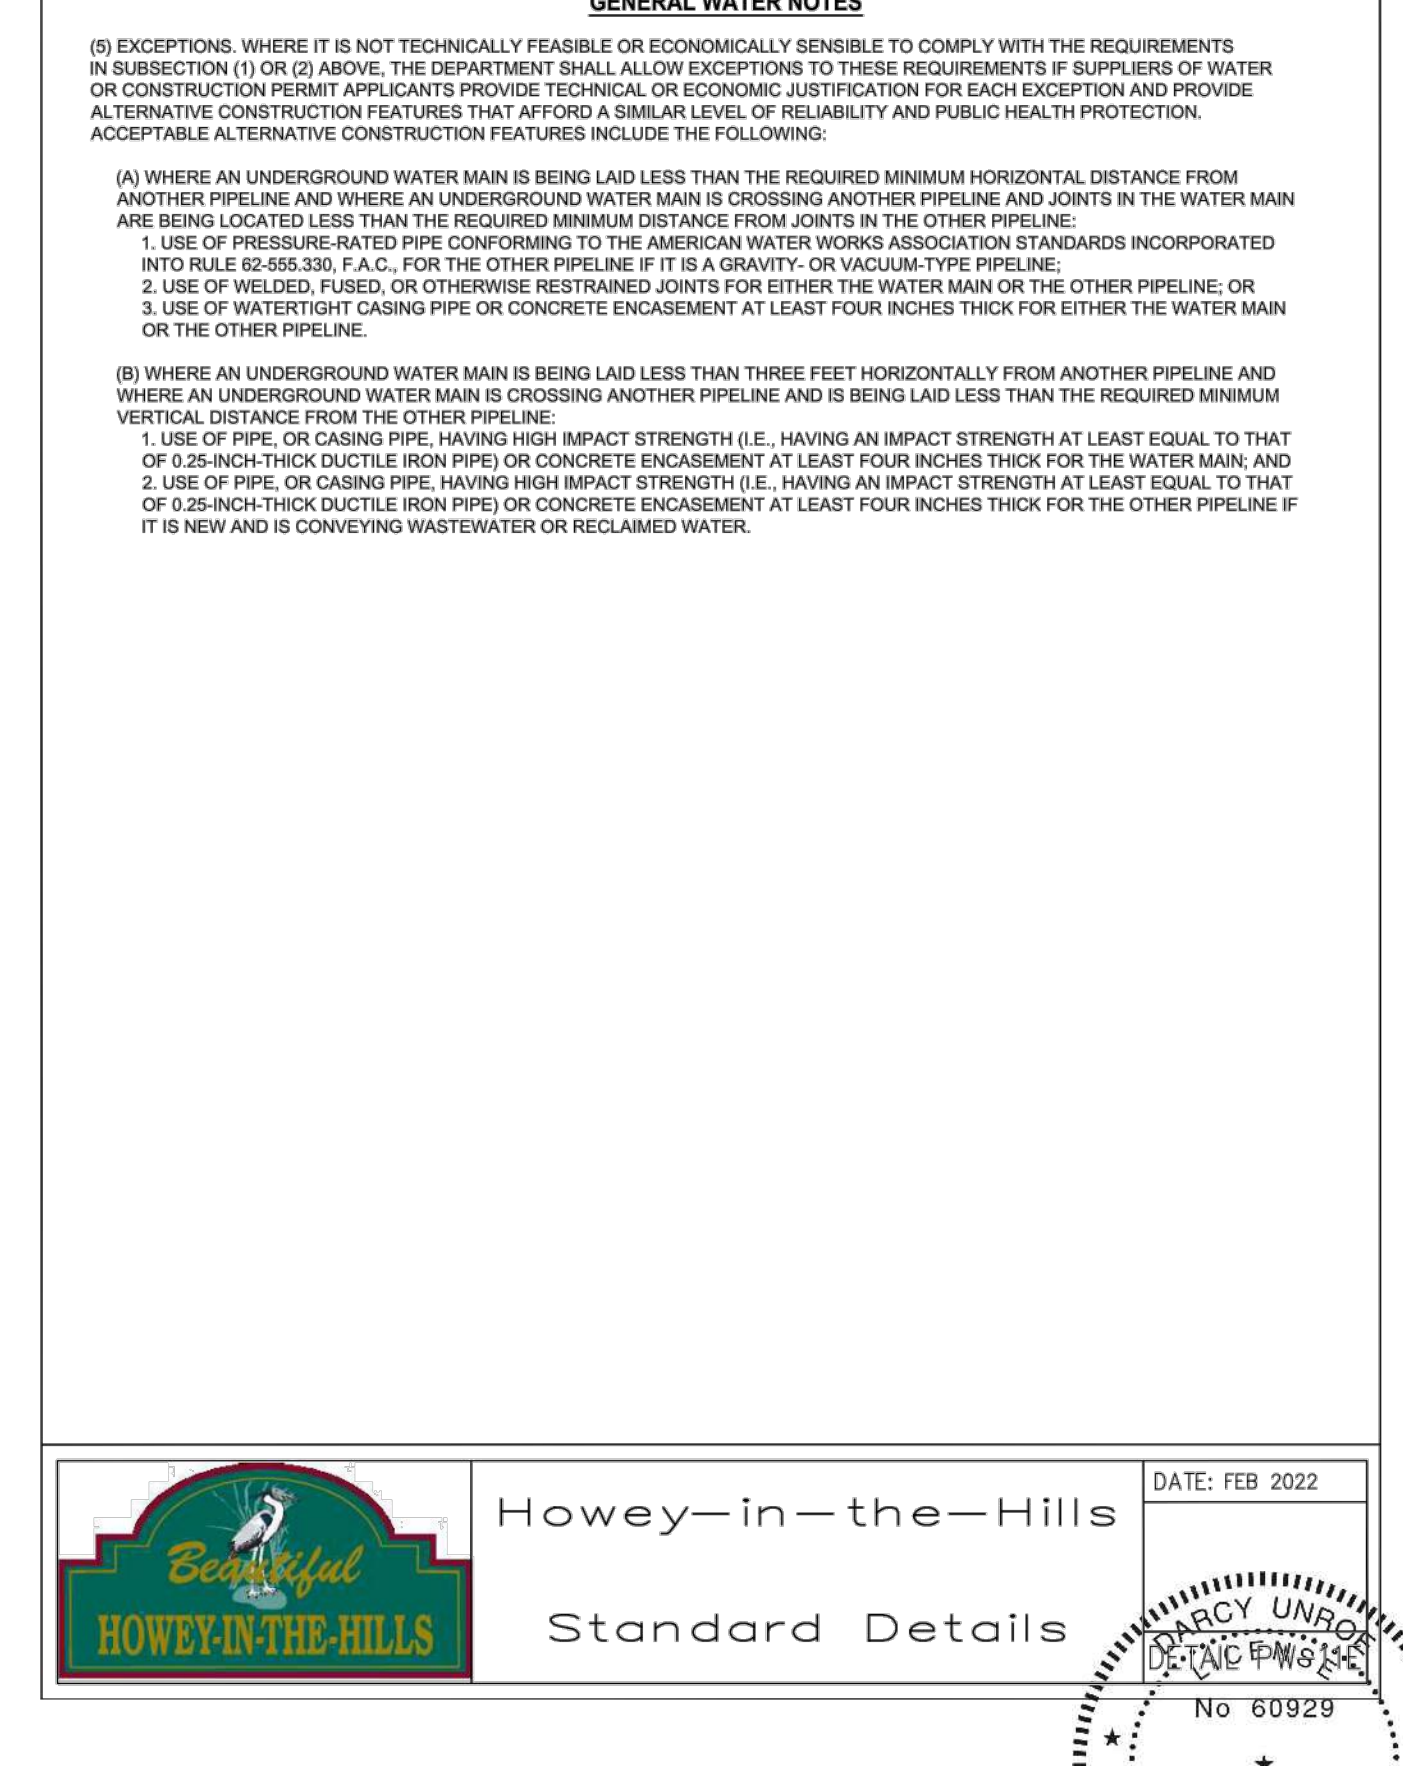 GENERAL WATER NOTES
(5) EXCEPTIONS. WHERE IT IS NOT TECHNICALLY FEASIBLE OR ECONOMICALLY SENSIBLE TO COMPLY WITH THE REQUIREMENTS
IN SUBSECTION (1) OR (2) ABOVE, THE DEPARTMENT SHALL ALLOW EXCEPTIONS TO THESE REQUIREMENTS IF SUPPLIERS OF WATER
OR CONSTRUCTION PERMIT APPLICANTS PROVIDE TECHNICAL OR ECONOMIC JUSTIFICATION FOR EACH EXCEPTION AND PROVIDE
ALTERNATIVE CONSTRUCTION FEATURES THAT AFFORD A SIMILAR LEVEL OF RELIABILITY AND PUBLIC HEALTH PROTECTION.
ACCEPTABLE ALTERNATIVE CONSTRUCTION FEATURES INCLUDE THE FOLLOWING:
(A) WHERE AN UNDERGROUND WATER MAIN IS BEING LAID LESS THAN THE REQUIRED MINIMUM HORIZONTAL DISTANCE FROM
ANOTHER PIPELINE AND WHERE AN UNDERGROUND WATER MAIN IS CROSSING ANOTHER PIPELINE AND JOINTS IN THE WATER MAIN
ARE BEING LOCATED LESS THAN THE REQUIRED MINIMUM DISTANCE FROM JOINTS IN THE OTHER PIPELINE:
1. USE OF PRESSURE-RATED PIPE CONFORMING TO THE AMERICAN WATER WORKS ASSOCIATION STANDARDS INCORPORATED
INTO RULE 62-555.330, F.A.C., FOR THE OTHER PIPELINE IF IT IS A GRAVITY- OR VACUUM-TYPE PIPELINE;
2. USE OF WELDED, FUSED, OR OTHERWISE RESTRAINED JOINTS FOR EITHER THE WATER MAIN OR THE OTHER PIPELINE; OR
3. USE OF WATERTIGHT CASING PIPE OR CONCRETE ENCASEMENT AT LEAST FOUR INCHES THICK FOR EITHER THE WATER MAIN
OR THE OTHER PIPELINE.
(B) WHERE AN UNDERGROUND WATER MAIN IS BEING LAID LESS THAN THREE FEET HORIZONTALLY FROM ANOTHER PIPELINE AND
WHERE AN UNDERGROUND WATER MAIN IS CROSSING ANOTHER PIPELINE AND IS BEING LAID LESS THAN THE REQUIRED MINIMUM
VERTICAL DISTANCE FROM THE OTHER PIPELINE:
1. USE OF PIPE, OR CASING PIPE, HAVING HIGH IMPACT STRENGTH (I.E., HAVING AN IMPACT STRENGTH AT LEAST EQUAL TO THAT
OF 0.25-INCH-THICK DUCTILE IRON PIPE) OR CONCRETE ENCASEMENT AT LEAST FOUR INCHES THICK FOR THE WATER MAIN; AND
2. USE OF PIPE, OR CASING PIPE, HAVING HIGH IMPACT STRENGTH (I.E., HAVING AN IMPACT STRENGTH AT LEAST EQUAL TO THAT
OF 0.25-INCH-THICK DUCTILE IRON PIPE) OR CONCRETE ENCASEMENT AT LEAST FOUR INCHES THICK FOR THE OTHER PIPELINE IF
IT IS NEW AND IS CONVEYING WASTEWATER OR RECLAIMED WATER.
Beautiful
HOWEY-IN-THE-HILLS
Howey-in-the-Hills
Standard Details
DATE: FEB 2022
DARCY UNROE
LICENSE
DETAIL PWS-11E
No 60929